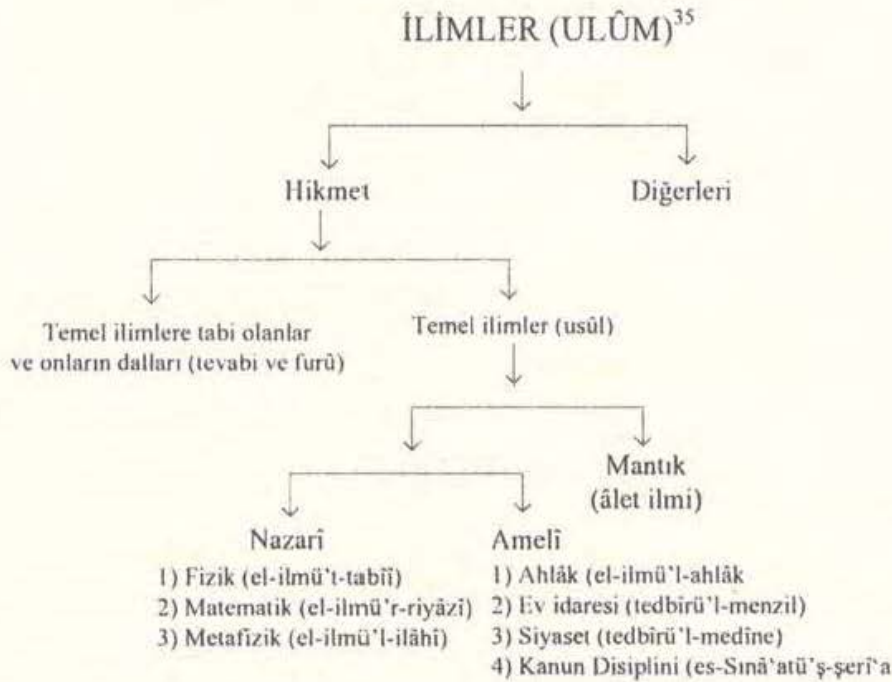 İLİMLER (ULÛM)35
Hikmet
Diğerleri
Temel ilimlere tabi olanlar
ve onların dalları (tevabi ve furû)
Temel ilimler (usûl)
Mantık
(âlet ilmi)
Nazarî
1) Fizik (el-ilmü't-tabîî)
2) Matematik (el-ilmü'r-riyâzî)
3) Metafizik (el-ilmü'l-ilâhî)
Amelî
1) Ahlâk (el-ilmü'l-ahlâk
2) Ev idaresi (tedbîrü'l-menzil)
3) Siyaset (tedbîrü'l-medîne)
4) Kanun Disiplini (es-Sınâ'atü'ş-şerî'a